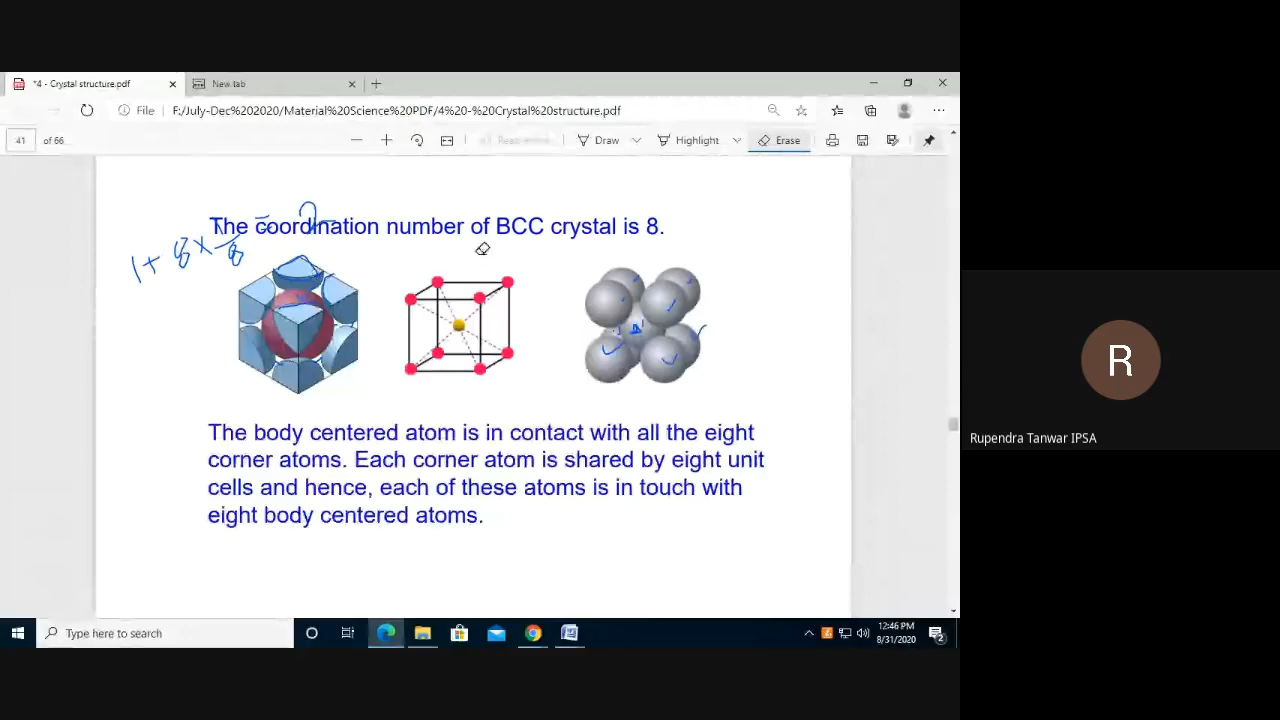 *4 - Crystal structure.pdf
New tab
File F:/July-Dec%202020/Material%20Science%20PDF/4%20-%20Crystal%20structure.pdf
41 of 66
Draw Highlight Erase
The coordination number of BCC crystal is 8.
1 + 8 × 1/8 = 2
The body centered atom is in contact with all the eight
corner atoms. Each corner atom is shared by eight unit
cells and hence, each of these atoms is in touch with
eight body centered atoms.
R
Rupendra Tanwar IPSA
Type here to search
12:46 PM
8/31/2020
2